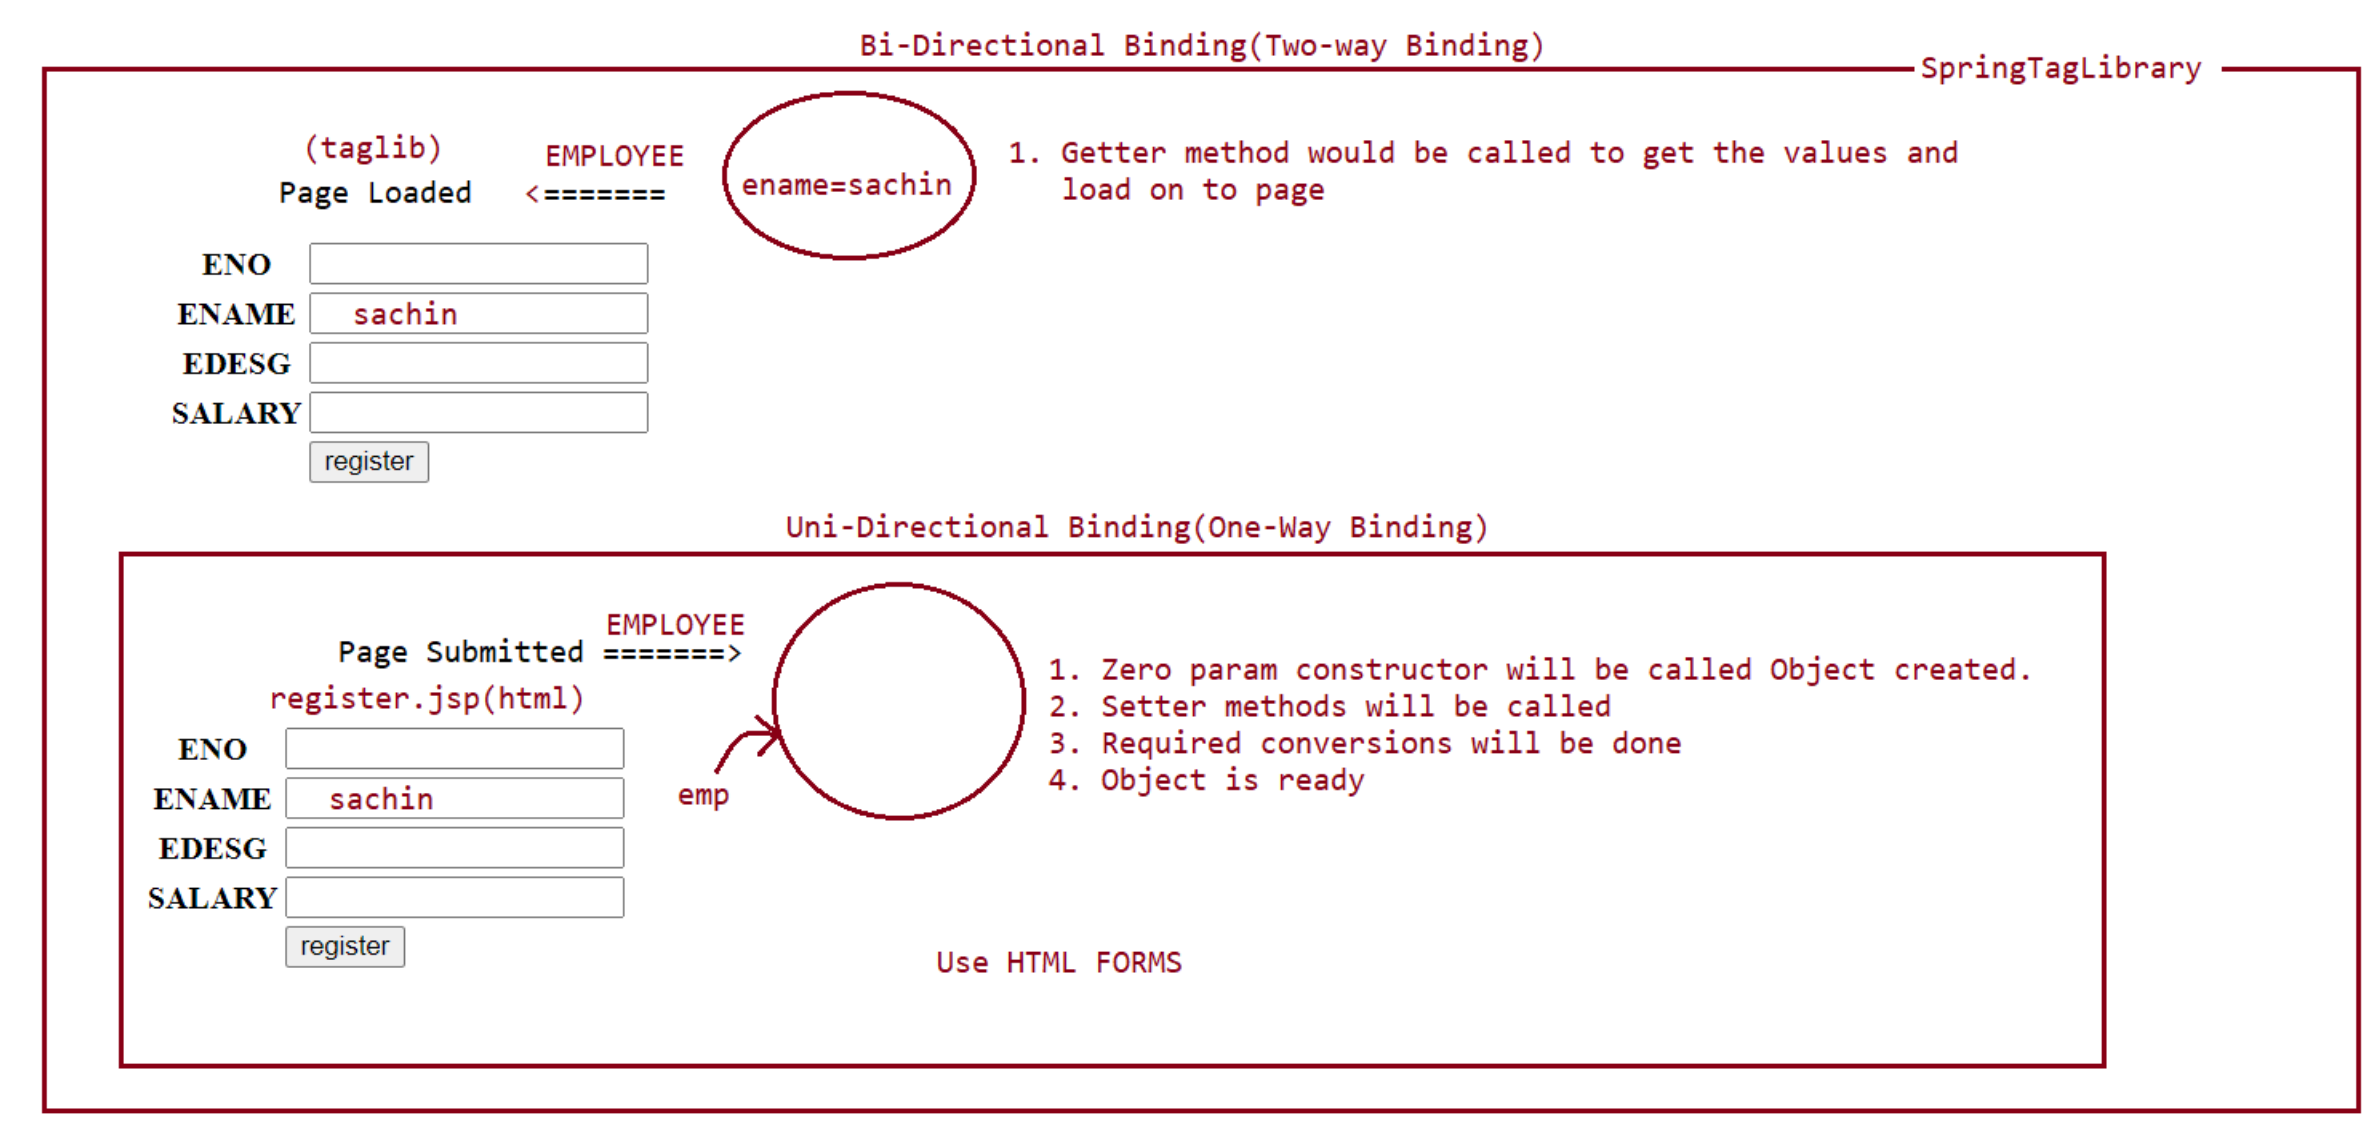 Bi-Directional Binding(Two-way Binding)
SpringTagLibrary
(taglib)
EMPLOYEE
Page Loaded <=======
ename=sachin
1. Getter method would be called to get the values and
load on to page
ENO
ENAME sachin
EDESG
SALARY
register
Uni-Directional Binding(One-Way Binding)
EMPLOYEE
Page Submitted =======>
register.jsp(html)
1. Zero param constructor will be called Object created.
2. Setter methods will be called
3. Required conversions will be done
4. Object is ready
emp
ENO
ENAME sachin
EDESG
SALARY
register
Use HTML FORMS